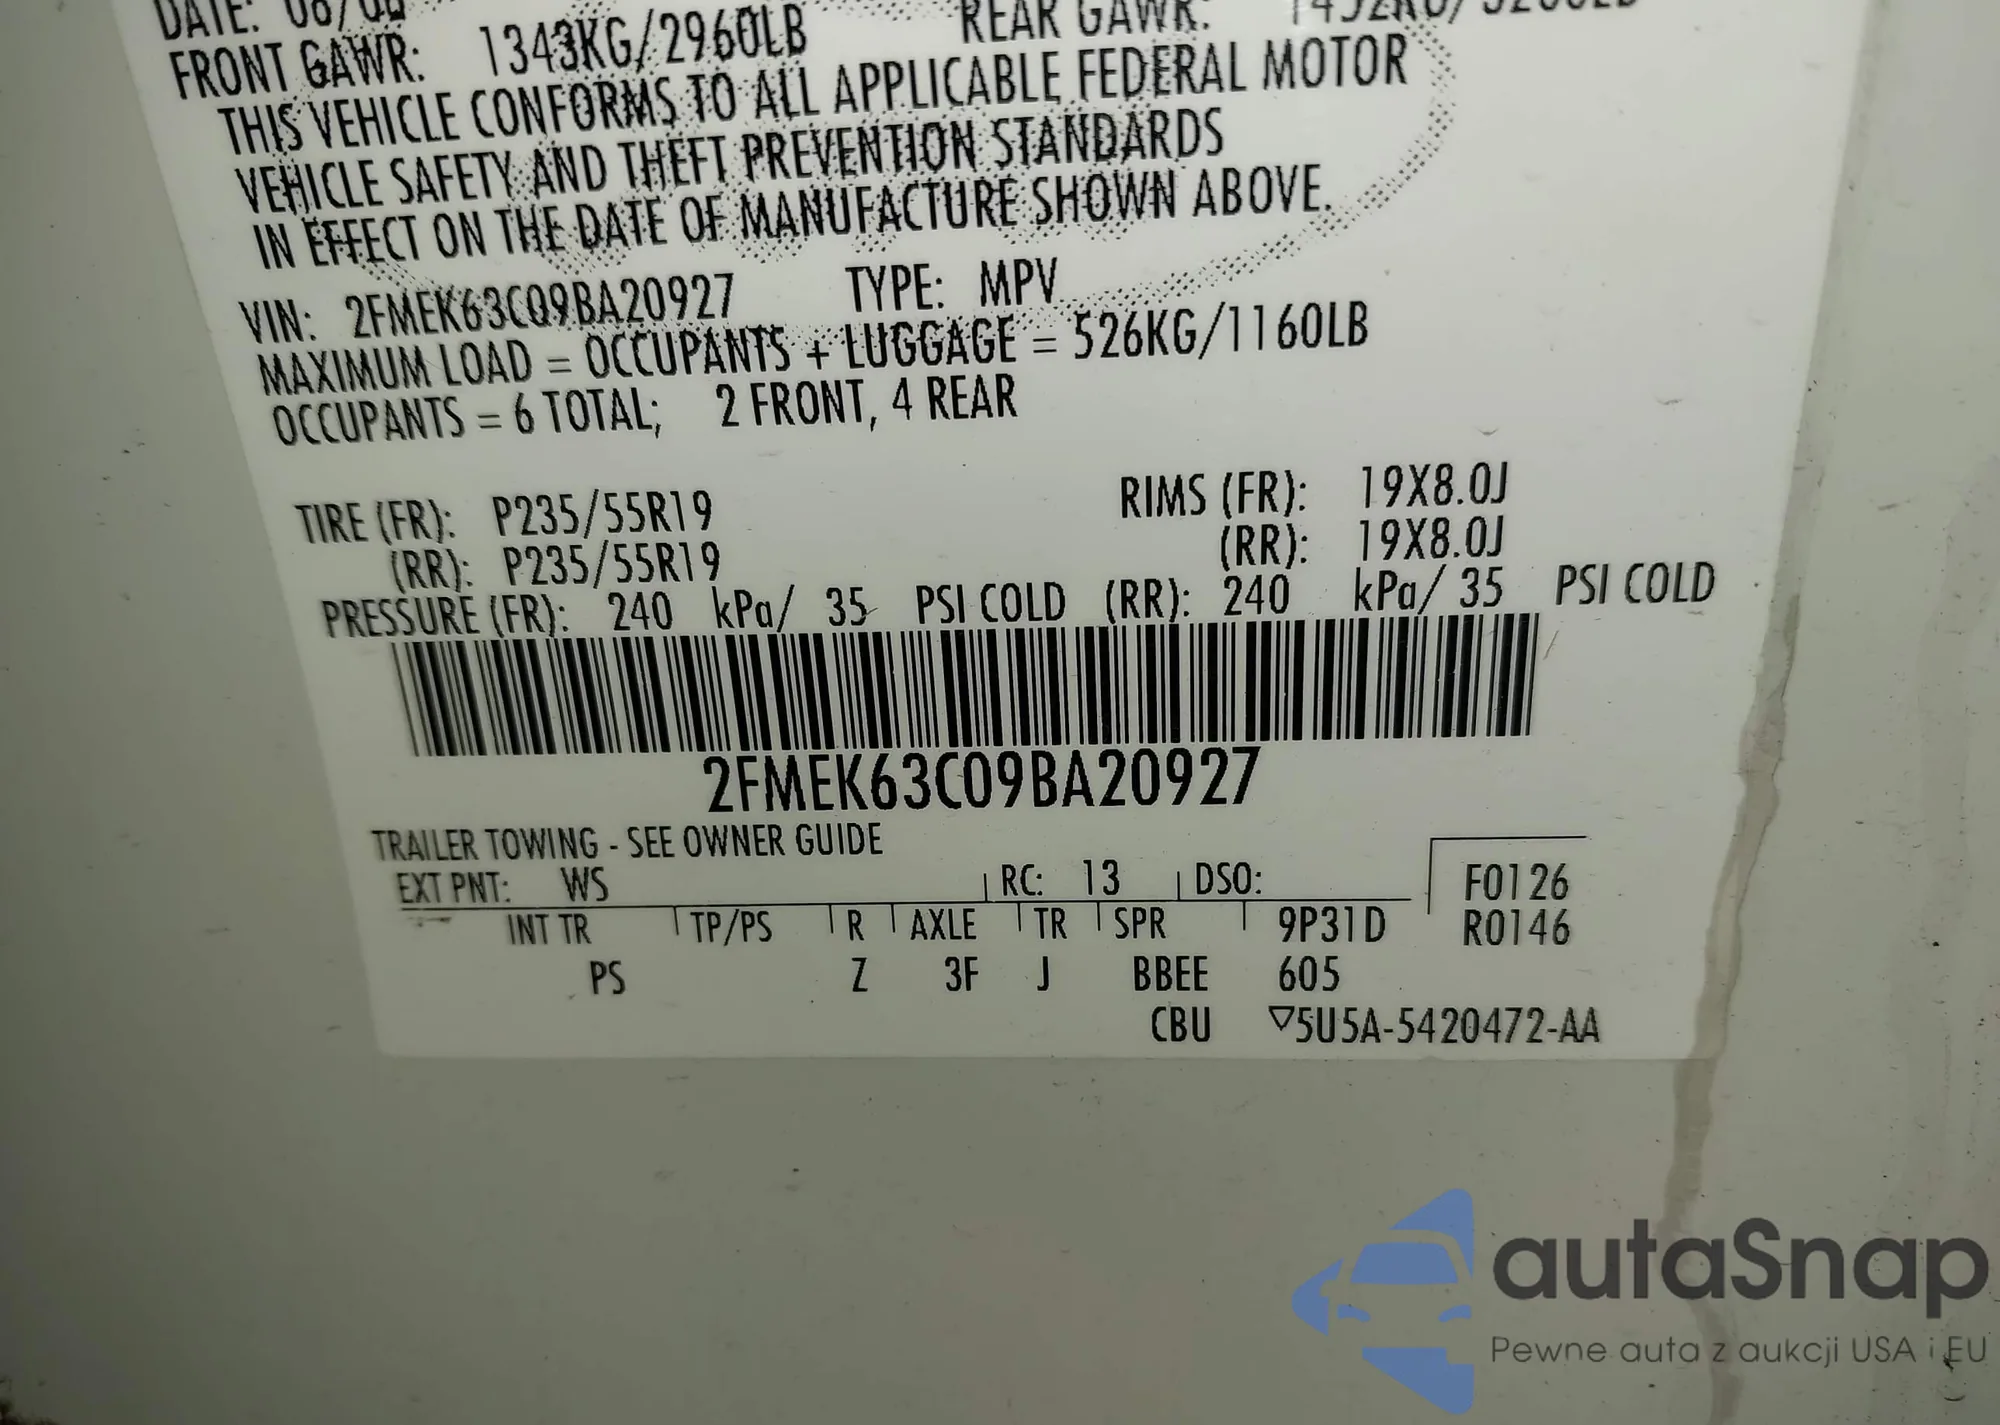 DATE: 08/08
FRONT GAWR: 1343KG/2960LB REAR GAWR:
THIS VEHICLE CONFORMS TO ALL APPLICABLE FEDERAL MOTOR
VEHICLE SAFETY AND THEFT PREVENTION STANDARDS
IN EFFECT ON THE DATE OF MANUFACTURE SHOWN ABOVE.
VIN: 2FMEK63C09BA20927 TYPE: MPV
MAXIMUM LOAD = OCCUPANTS + LUGGAGE = 526KG/1160LB
OCCUPANTS = 6 TOTAL; 2 FRONT, 4 REAR
TIRE (FR): P235/55R19 RIMS (FR): 19X8.0J
(RR): P235/55R19 (RR): 19X8.0J
PRESSURE (FR): 240 kPa/ 35 PSI COLD (RR): 240 kPa/ 35 PSI COLD
2FMEK63C09BA20927
TRAILER TOWING - SEE OWNER GUIDE
EXT PNT: WS RC: 13 DSO: F0126
INT TR TP/PS R AXLE TR SPR 9P31D R0146
PS Z 3F J BBEE 605
CBU ▽5U5A-5420472-AA
autaSnap
Pewne auta z aukcji USA i EU